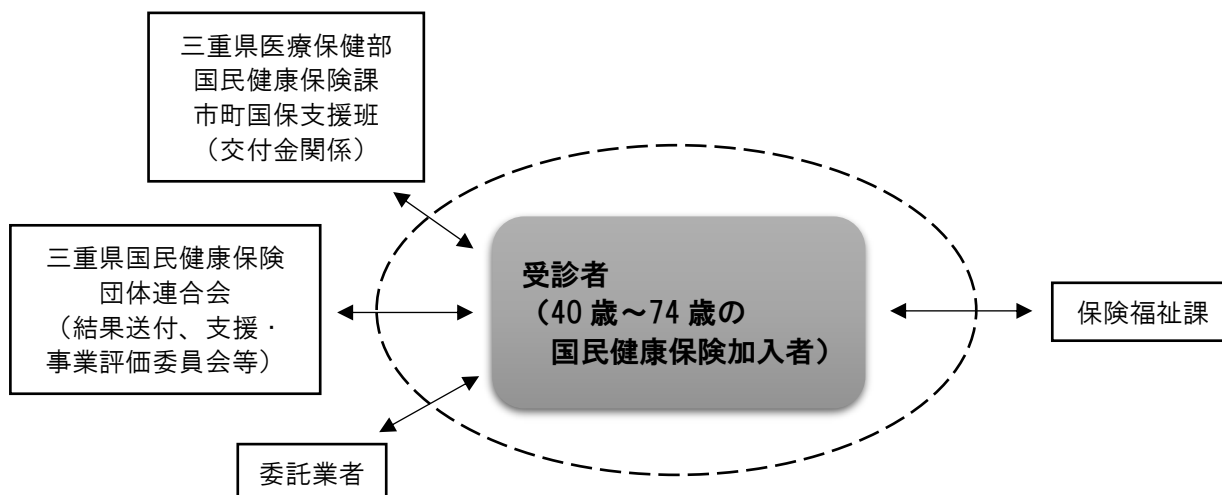 三重県医療保健部
国民健康保険課
市町国保支援班
（交付金関係）
三重県国民健康保険
団体連合会
（結果送付、支援・
事業評価委員会等）
受診者
（40 歳～74 歳の
国民健康保険加入者）
保険福祉課
委託業者